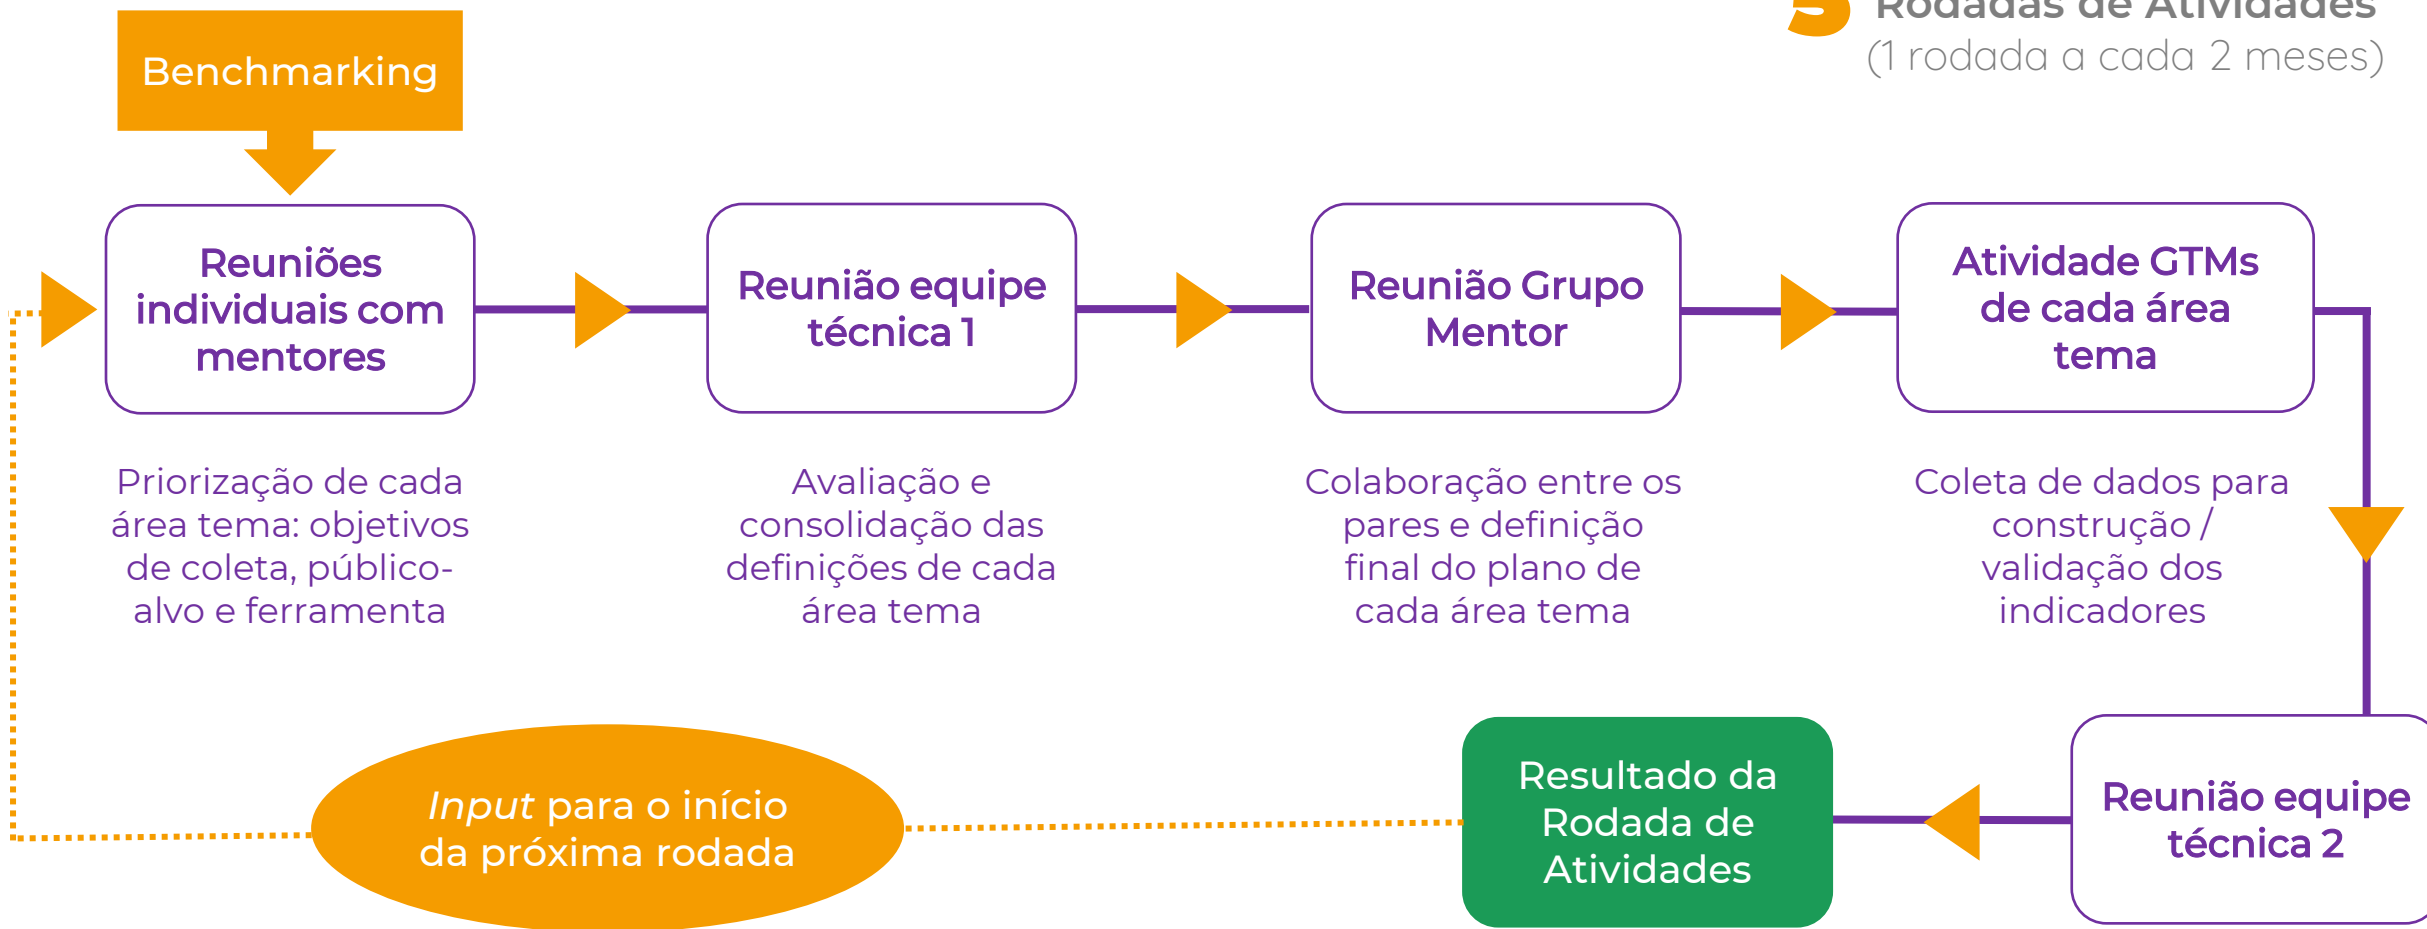 Rodadas de Atividades
(1 rodada a cada 2 meses)
Benchmarking
Reuniões
individuais com
mentores
Reunião equipe
técnica 1
Reunião Grupo
Mentor
Atividade GTMs
de cada área
tema
Priorização de cada
área tema: objetivos
de coleta, público-
alvo e ferramenta
Avaliação e
consolidação das
definições de cada
área tema
Colaboração entre os
pares e definição
final do plano de
cada área tema
Coleta de dados para
construção /
validação dos
indicadores
Reunião equipe
técnica 2
Resultado da
Rodada de
Atividades
Input para o início
da próxima rodada